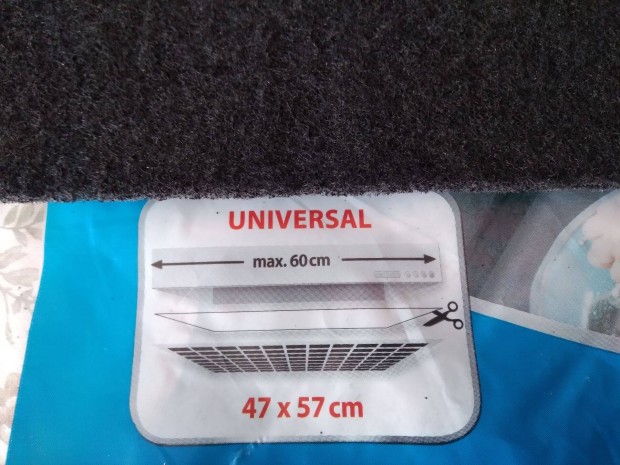 UNIVERSAL
max. 60 cm
47 x 57 cm